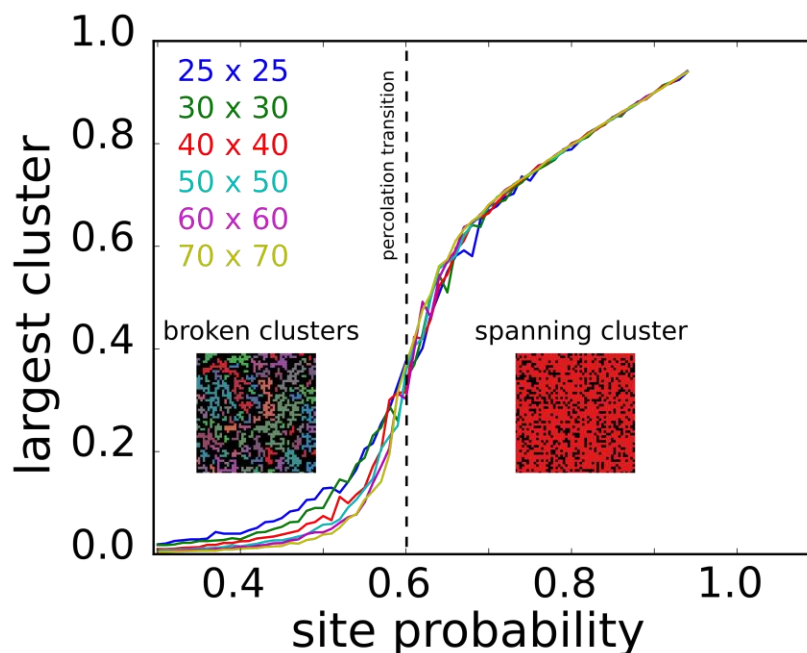 1.0
0.8
0.6
0.4
0.2
0.0
largest cluster
25 x 25
30 x 30
40 x 40
50 x 50
60 x 60
70 x 70
percolation transition
broken clusters
spanning cluster
0.4 0.6 0.8 1.0
site probability